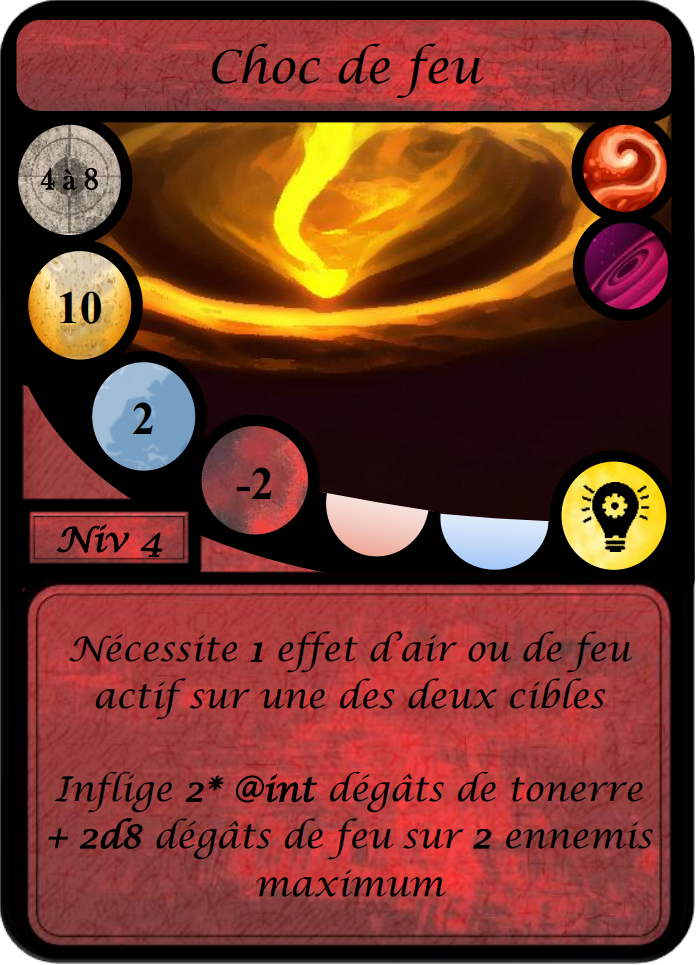 Choc de feu
4 à 8
10
2
-2
Niv 4
Nécessite 1 effet d'air ou de feu
actif sur une des deux cibles
Inflige 2* @int dégâts de tonerre
+ 2d8 dégâts de feu sur 2 ennemis
maximum